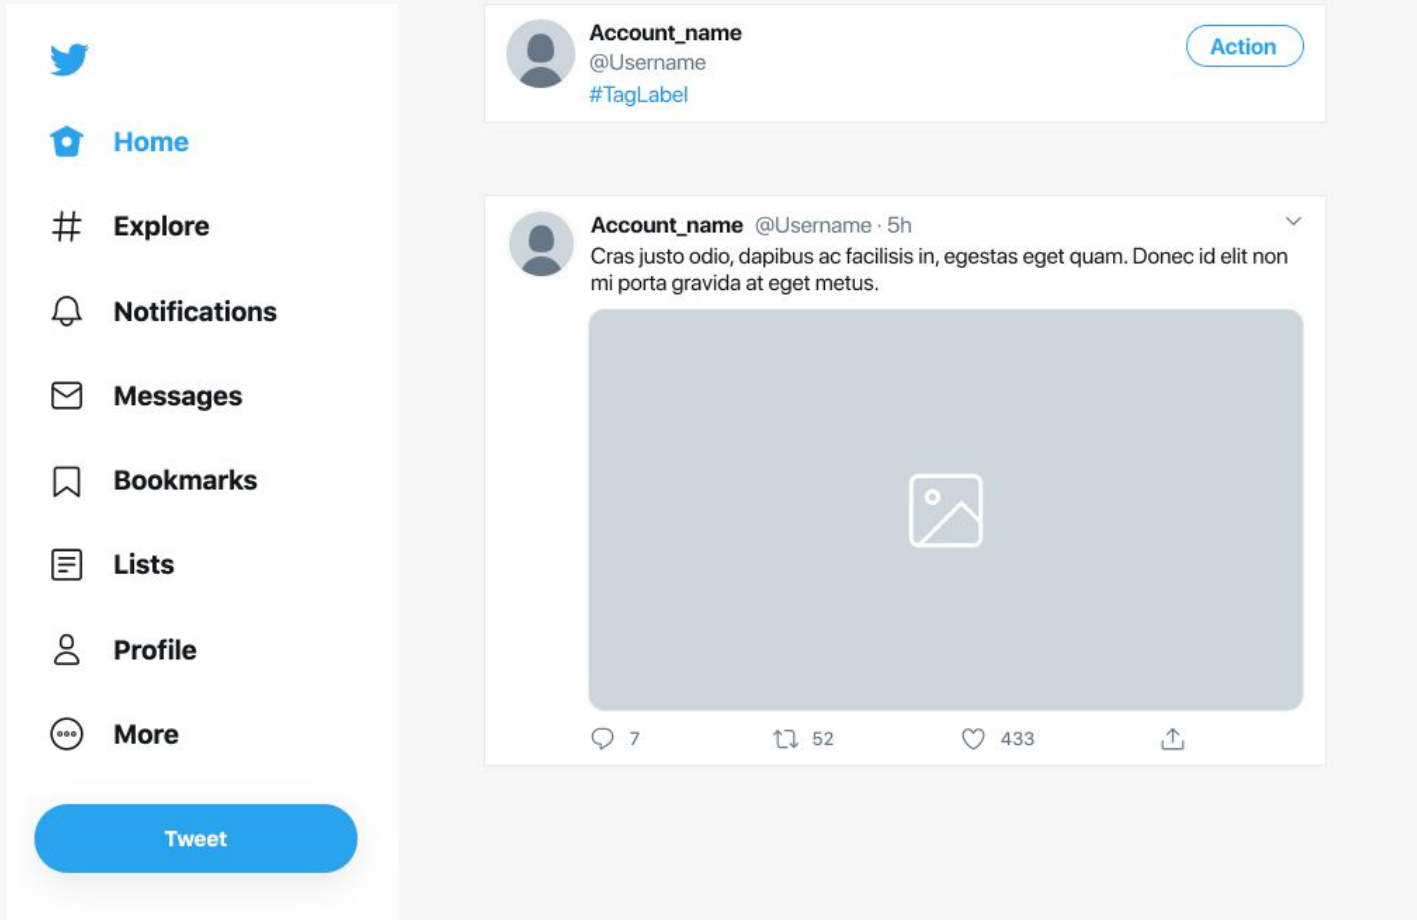 Home
Explore
Notifications
Messages
Bookmarks
Lists
Profile
More
Tweet
Account_name
@Username
#TagLabel
Action
Account_name @Username · 5h
Cras justo odio, dapibus ac facilisis in, egestas eget quam. Donec id elit non
mi porta gravida at eget metus.
7 52 433